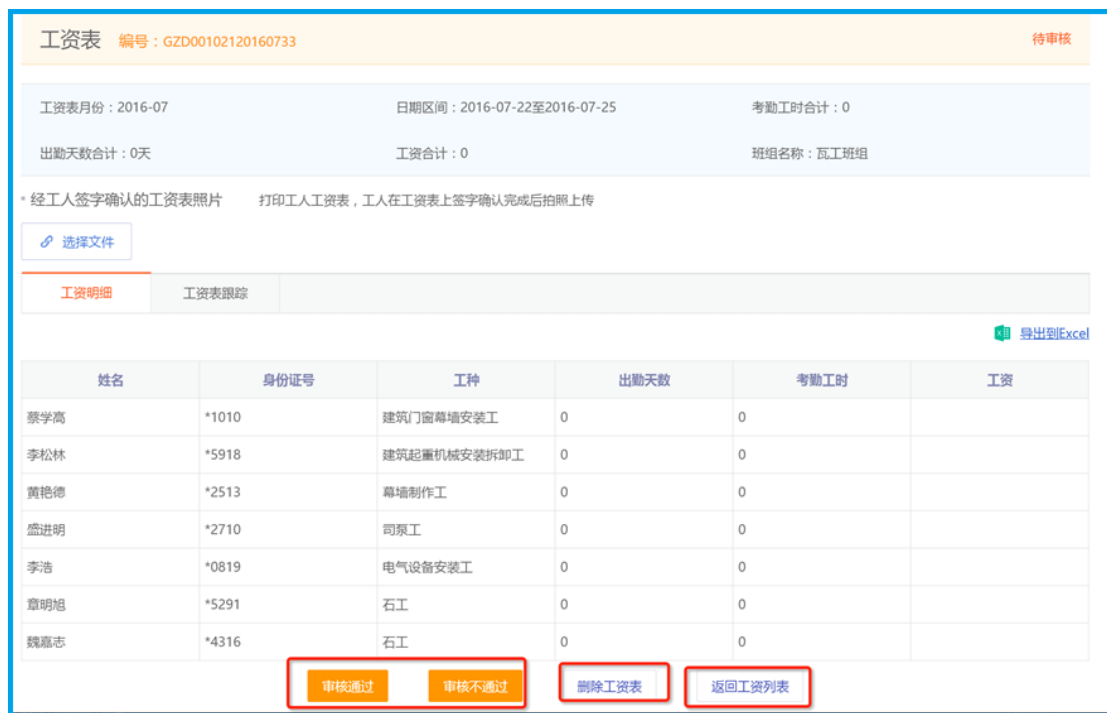 工资表 编号：GZD00102120160733 待审核
工资表月份：2016-07 日期区间：2016-07-22至2016-07-25 考勤工时合计：0
出勤天数合计：0天 工资合计：0 班组名称：瓦工班组
* 经工人签字确认的工资表照片 打印工人工资表，工人在工资表上签字确认完成后拍照上传
选择文件
工资明细 工资表跟踪
导出到Excel
姓名 身份证号 工种 出勤天数 考勤工时 工资
蔡学高 *1010 建筑门窗幕墙安装工 0 0
李松林 *5918 建筑起重机械安装拆卸工 0 0
黄艳德 *2513 幕墙制作工 0 0
盛进明 *2710 司泵工 0 0
李浩 *0819 电气设备安装工 0 0
章明旭 *5291 石工 0 0
魏嘉志 *4316 石工 0 0
审核通过 审核不通过 删除工资表 返回工资列表